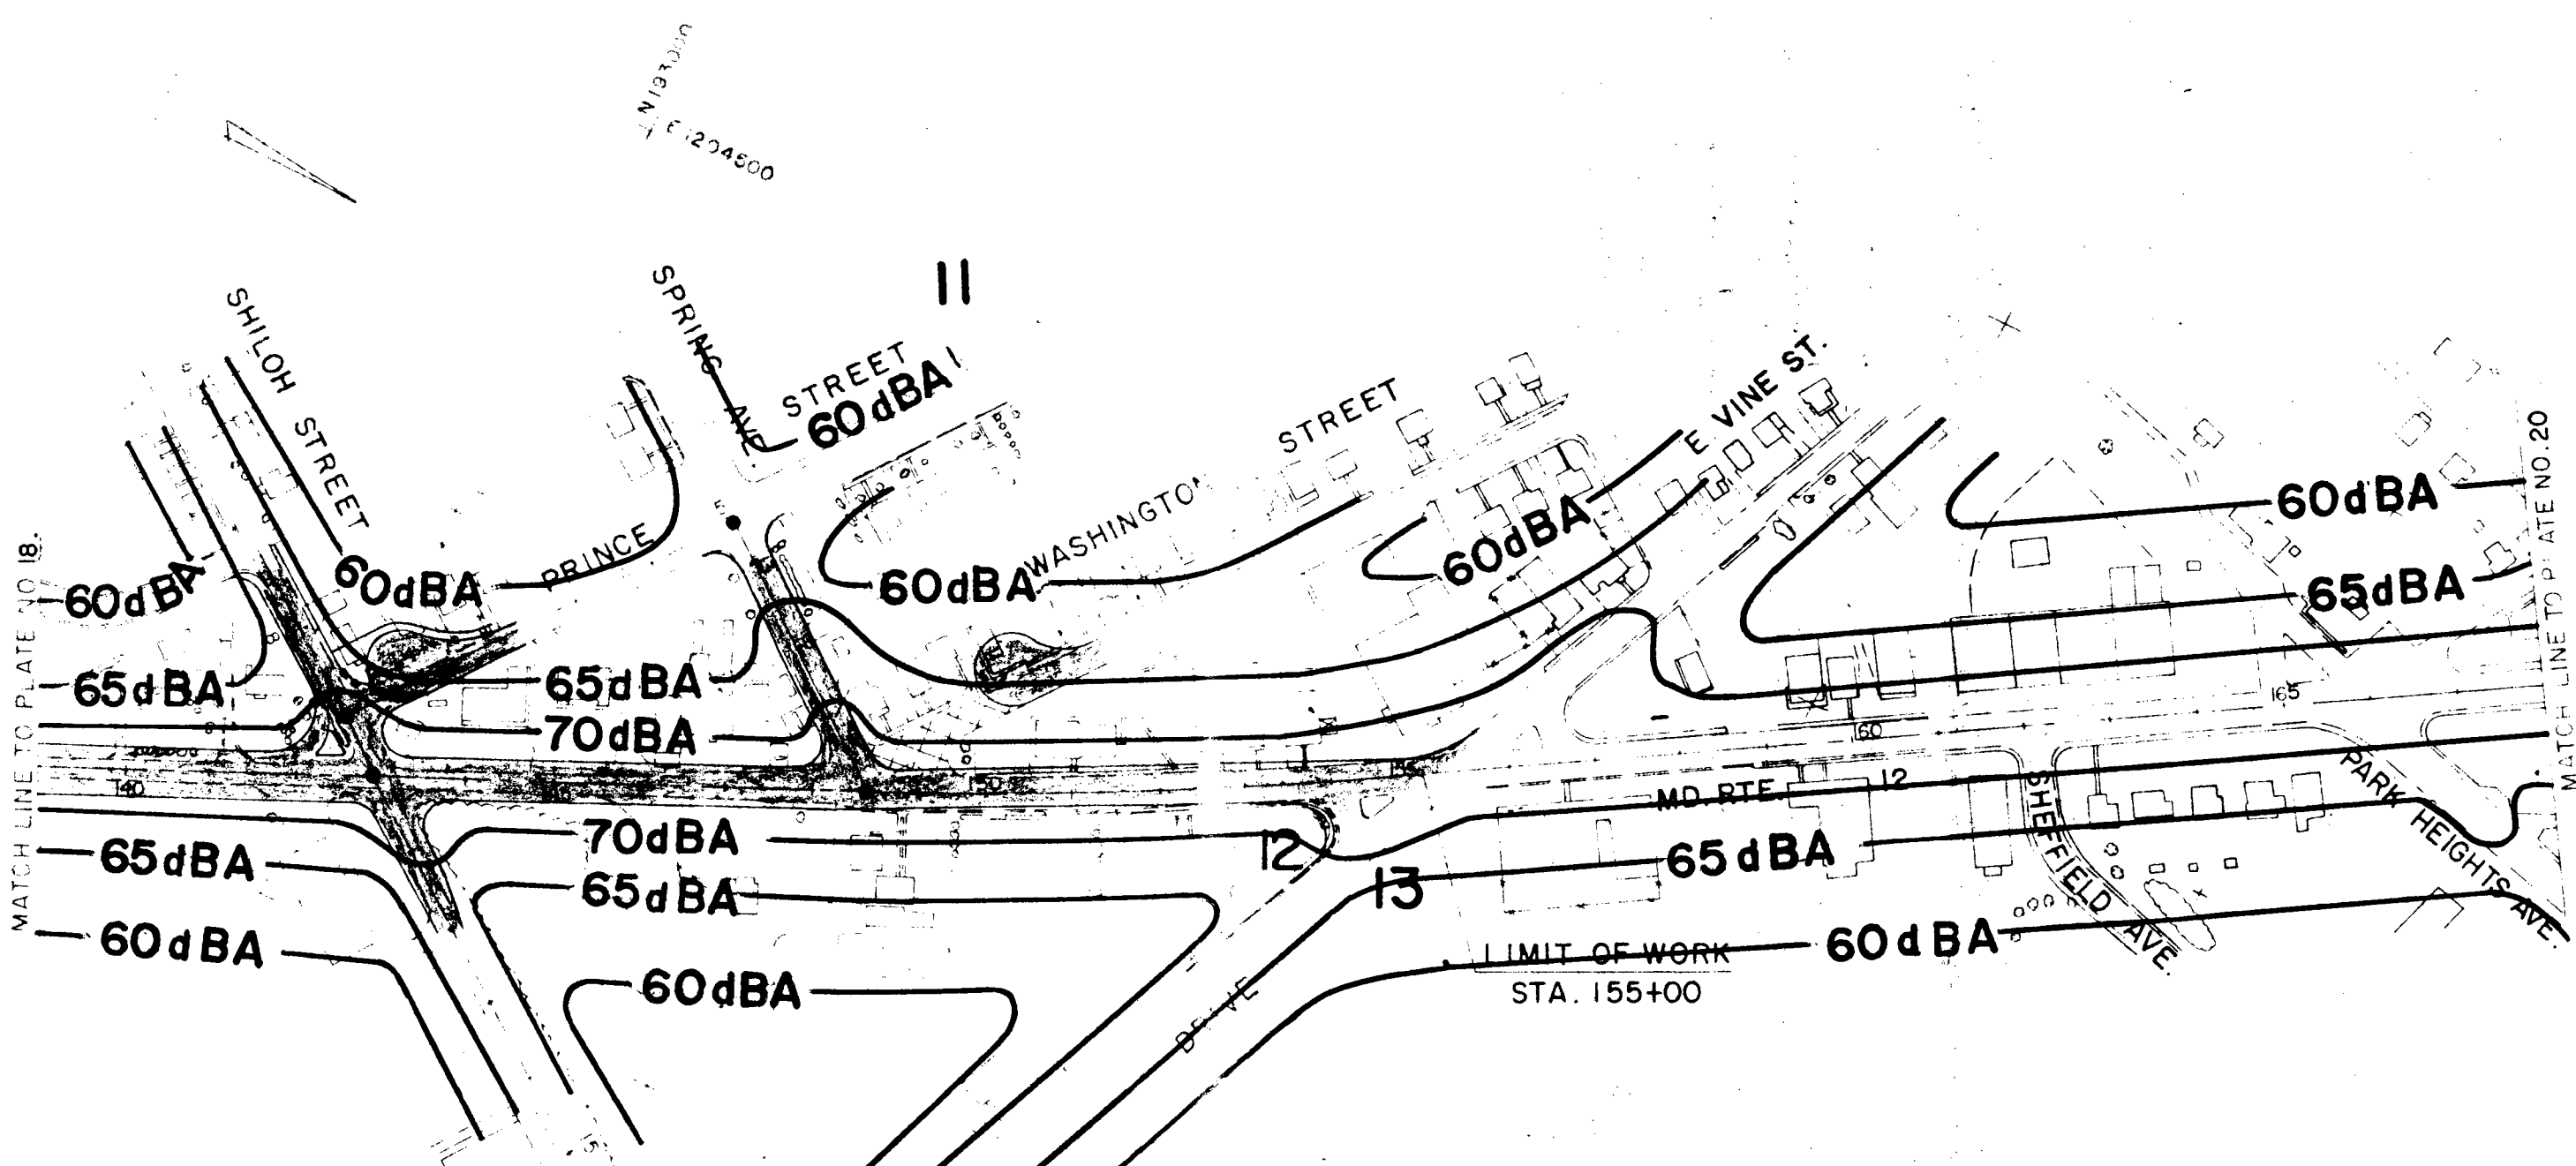 E 1204500
11
SHILOH STREET
SPRING AVE.
PRINCE STREET
60dBA
WASHINGTON STREET
E VINE ST.
60dBA
60dBA
60dBA
60dBA
60dBA
60dBA
65dBA
65dBA
65dBA
70dBA
MATCH LINE TO PLATE NO 18.
MATCH LINE TO PLATE NO. 20
140
150
155
160
165
MD. RTE. 12
SHEFFIELD AVE.
PARK HEIGHTS AVE.
70dBA
12
13
65dBA
65dBA
65dBA
60dBA
60dBA
60dBA
LIMIT OF WORK
STA. 155+00
5
15